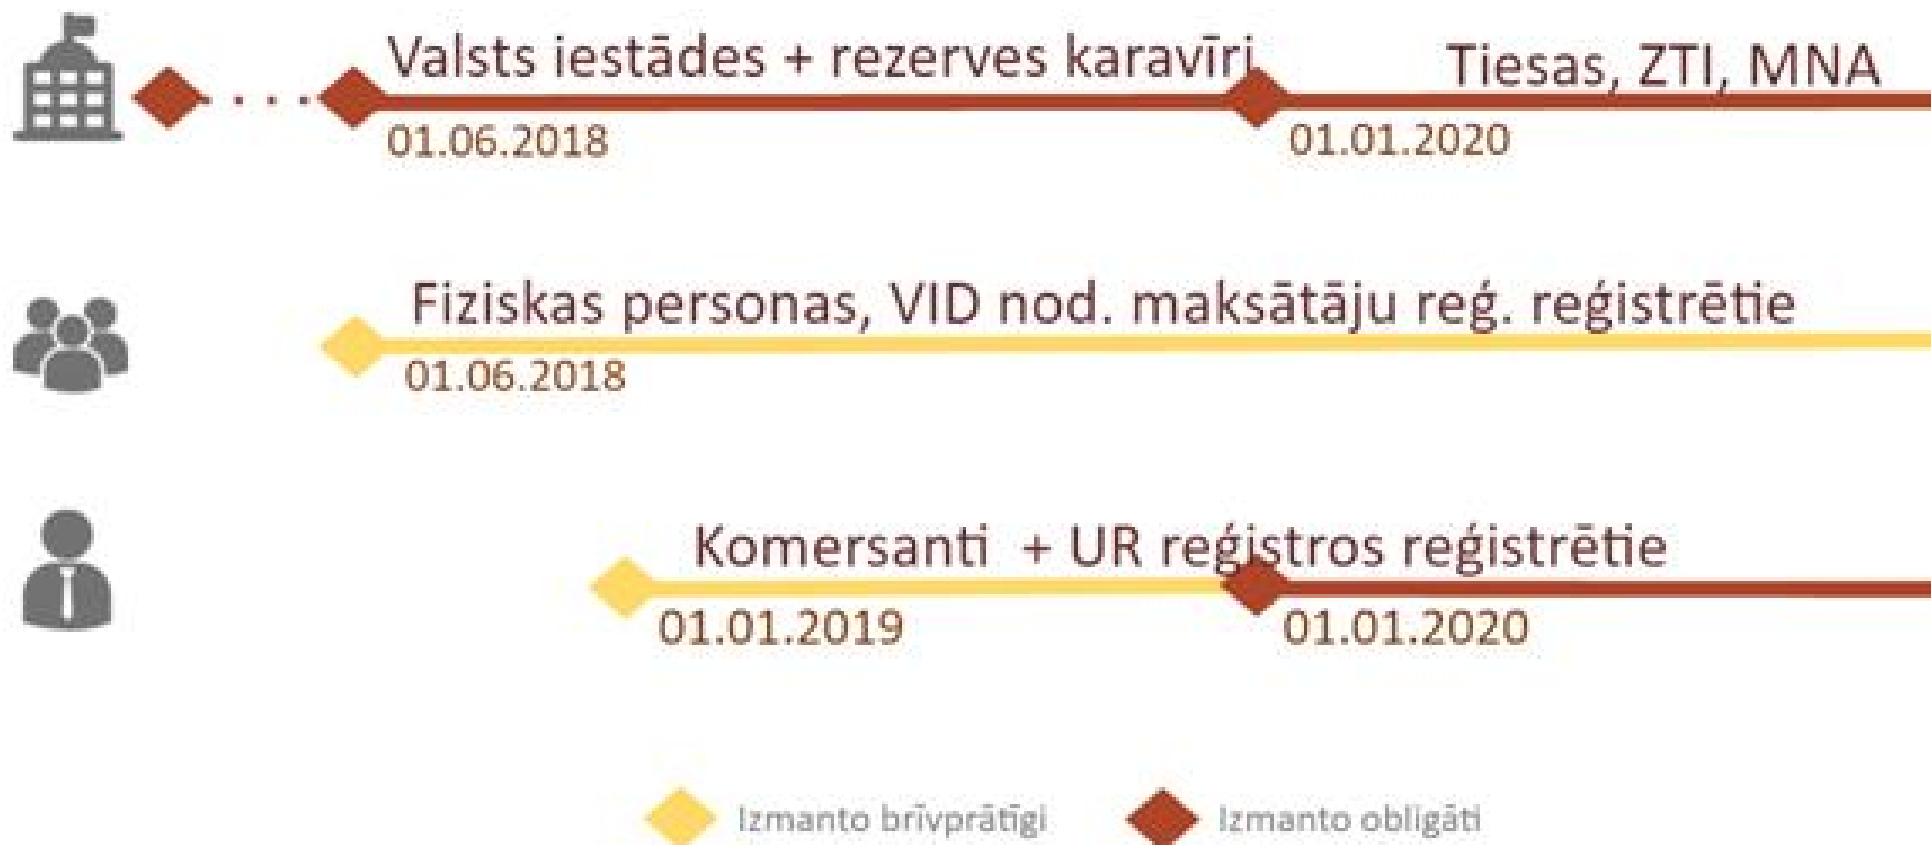 Valsts iestādes + rezerves karavīri
Tiesas, ZTI, MNA
01.06.2018
01.01.2020
Fiziskas personas, VID nod. maksātāju reģ. reģistrētie
01.06.2018
Komersanti + UR reģistros reģistrētie
01.01.2019
01.01.2020
Izmanto brīvprātīgi
Izmanto obligāti